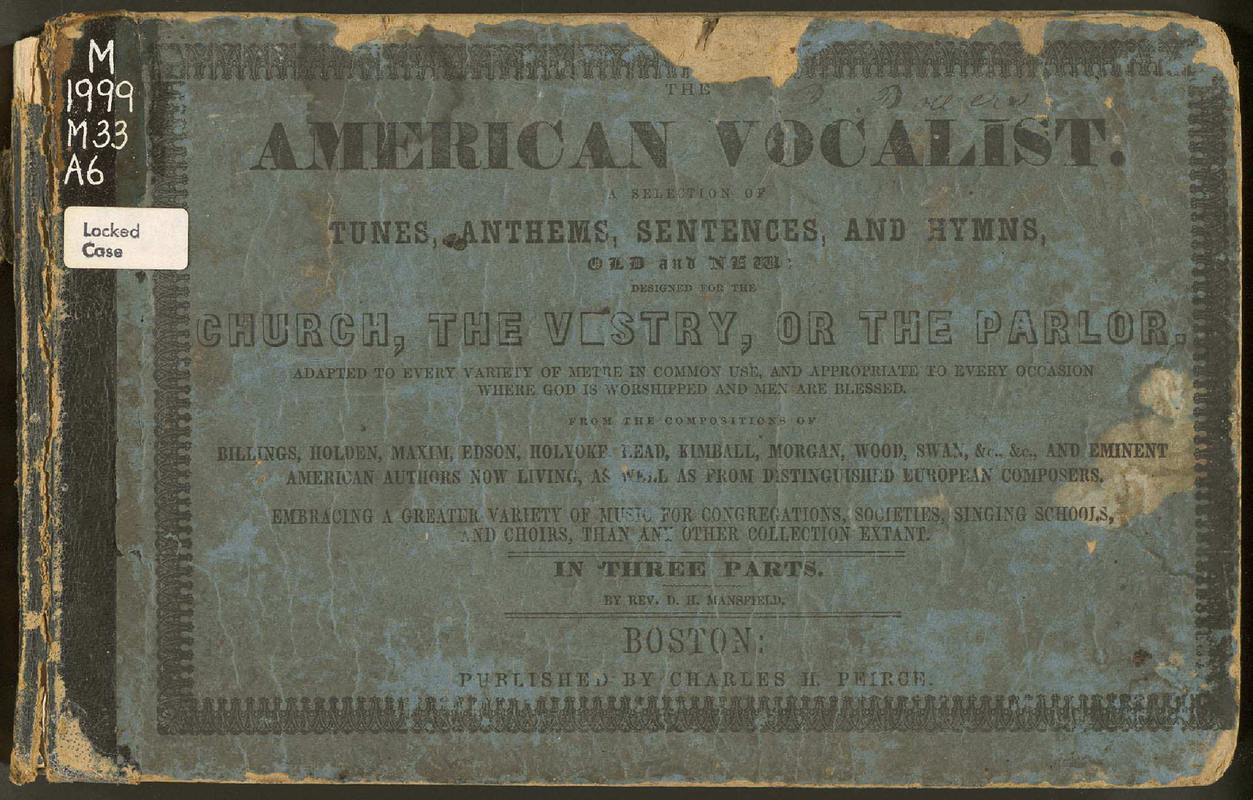 M
1999
M33
A6
Locked
Case
THE
AMERICAN VOCALIST.
A SELECTION OF
TUNES, ANTHEMS, SENTENCES, AND HYMNS,
OLD and NEW:
DESIGNED FOR THE
CHURCH, THE VESTRY, OR THE PARLOR.
ADAPTED TO EVERY VARIETY OF METRE IN COMMON USE, AND APPROPRIATE TO EVERY OCCASION
WHERE GOD IS WORSHIPPED AND MEN ARE BLESSED.
FROM THE COMPOSITIONS OF
BILLINGS, HOLDEN, MAXIM, EDSON, HOLYOKE, READ, KIMBALL, MORGAN, WOOD, SWAN, &c., &c., AND EMINENT
AMERICAN AUTHORS NOW LIVING, AS WELL AS FROM DISTINGUISHED EUROPEAN COMPOSERS.
EMBRACING A GREATER VARIETY OF MUSIC FOR CONGREGATIONS, SOCIETIES, SINGING SCHOOLS,
AND CHOIRS, THAN ANY OTHER COLLECTION EXTANT.
IN THREE PARTS.
BY REV. D. H. MANSFIELD.
BOSTON:
PUBLISHED BY CHARLES H. PEIRCE.